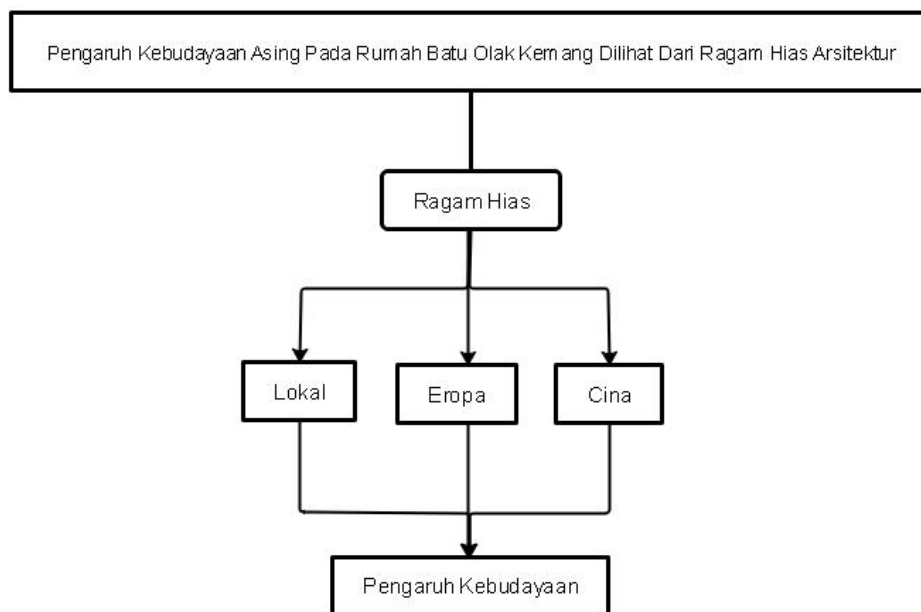 Pengaruh Kebudayaan Asing Pada Rumah Batu Olak Kemang Dilihat Dari Ragam Hias Arsitektur
Ragam Hias
Lokal
Eropa
Cina
Pengaruh Kebudayaan